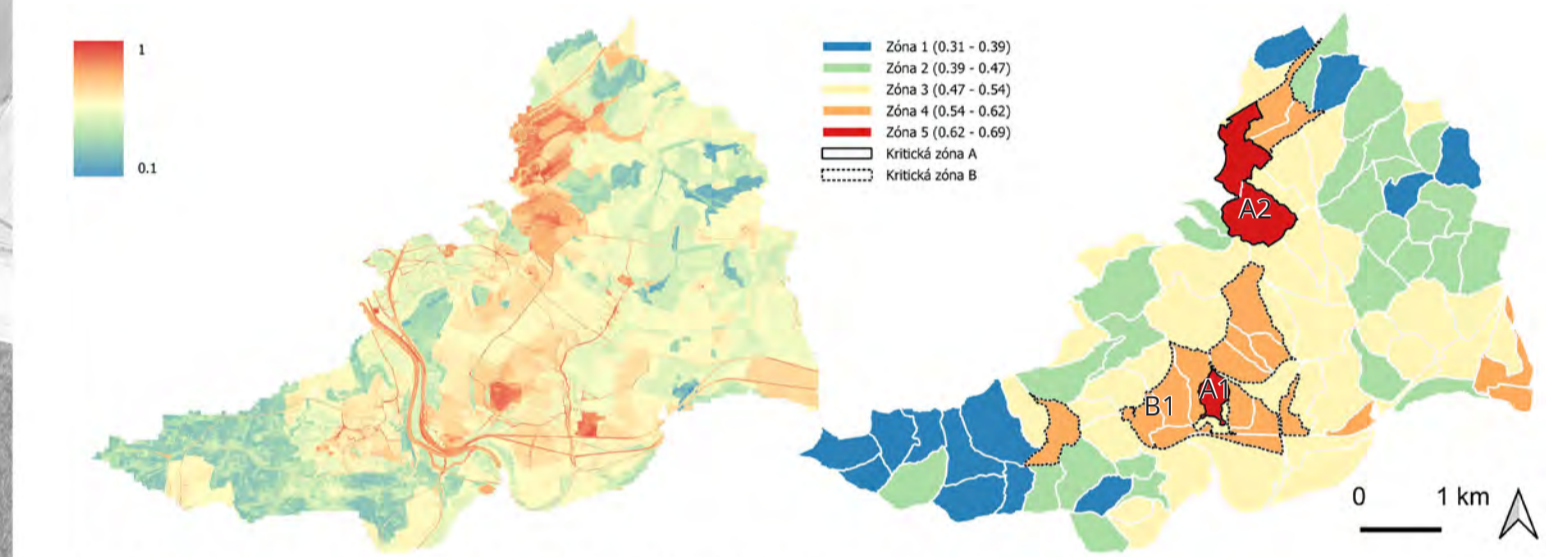 1
0.1
Zóna 1 (0.31 - 0.39)
Zóna 2 (0.39 - 0.47)
Zóna 3 (0.47 - 0.54)
Zóna 4 (0.54 - 0.62)
Zóna 5 (0.62 - 0.69)
Kritická zóna A
Kritická zóna B
A2
A1
B1
0 1 km